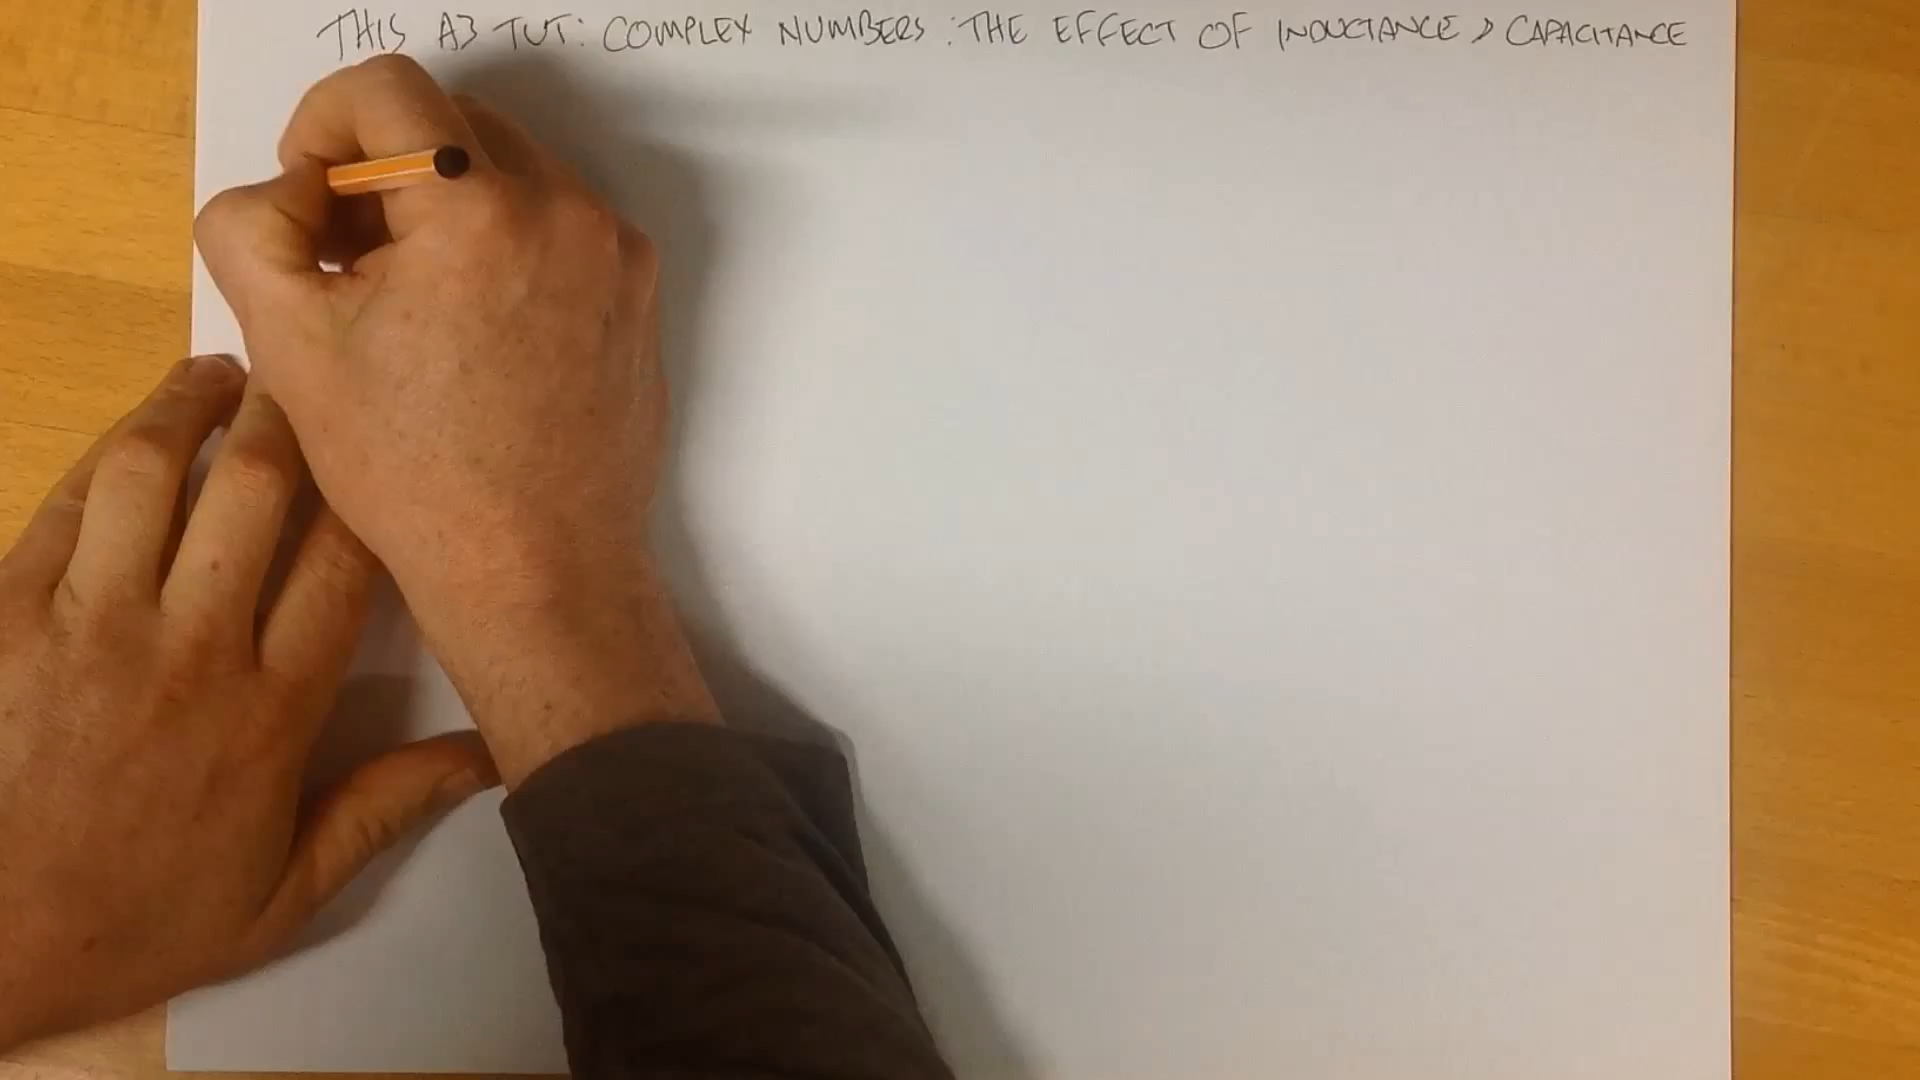 THIS A3 TUT: COMPLEX NUMBERS : THE EFFECT OF INDUCTANCE & CAPACITANCE